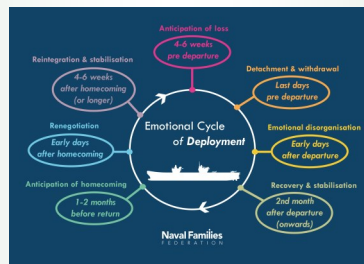 Anticipation of loss
4-6 weeks
pre departure
Detachment & withdrawal
Last days
pre departure
Emotional disorganisation
Early days
after departure
Recovery & stabilisation
2nd month
after departure
(onwards)
Anticipation of homecoming
1-2 months
before return
Renegotiation
Early days
after homecoming
Reintegration & stabilisation
4-6 weeks
after homecoming
(or longer)
Emotional Cycle
of Deployment
Naval Families
FEDERATION